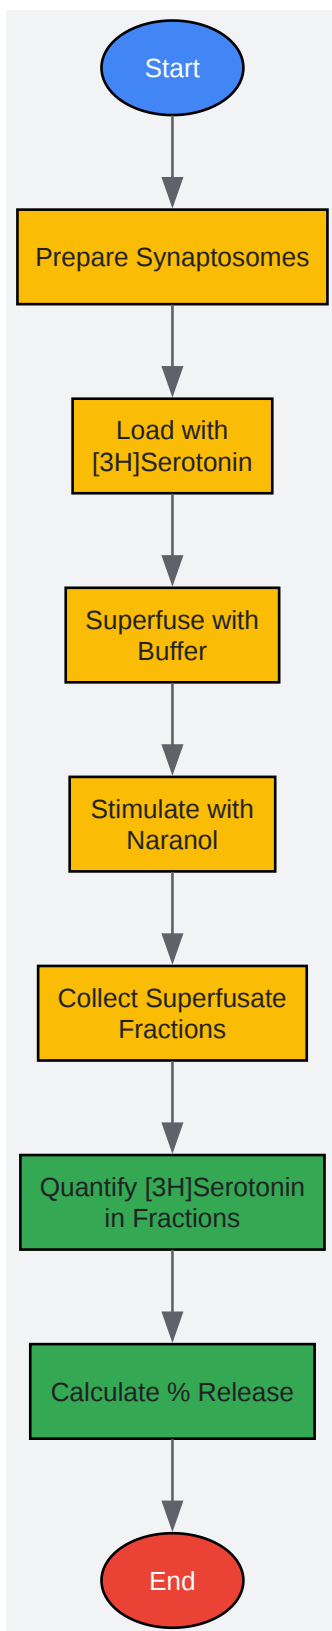 Start
Prepare Synaptosomes
Load with
[3H]Serotonin
Superfuse with
Buffer
Stimulate with
Naranol
Collect Superfusate
Fractions
Quantify [3H]Serotonin
in Fractions
Calculate % Release
End